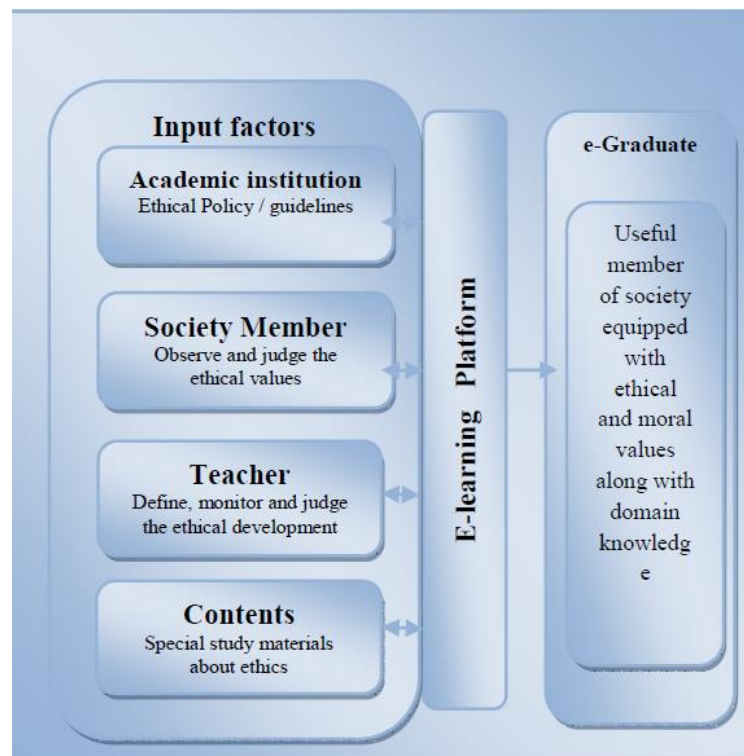 Input factors
Academic institution
Ethical Policy / guidelines
Society Member
Observe and judge the
ethical values
Teacher
Define, monitor and judge
the ethical development
Contents
Special study materials
about ethics
E-learning Platform
e-Graduate
Useful
member
of society
equipped
with
ethical
and moral
values
along with
domain
knowledg
e